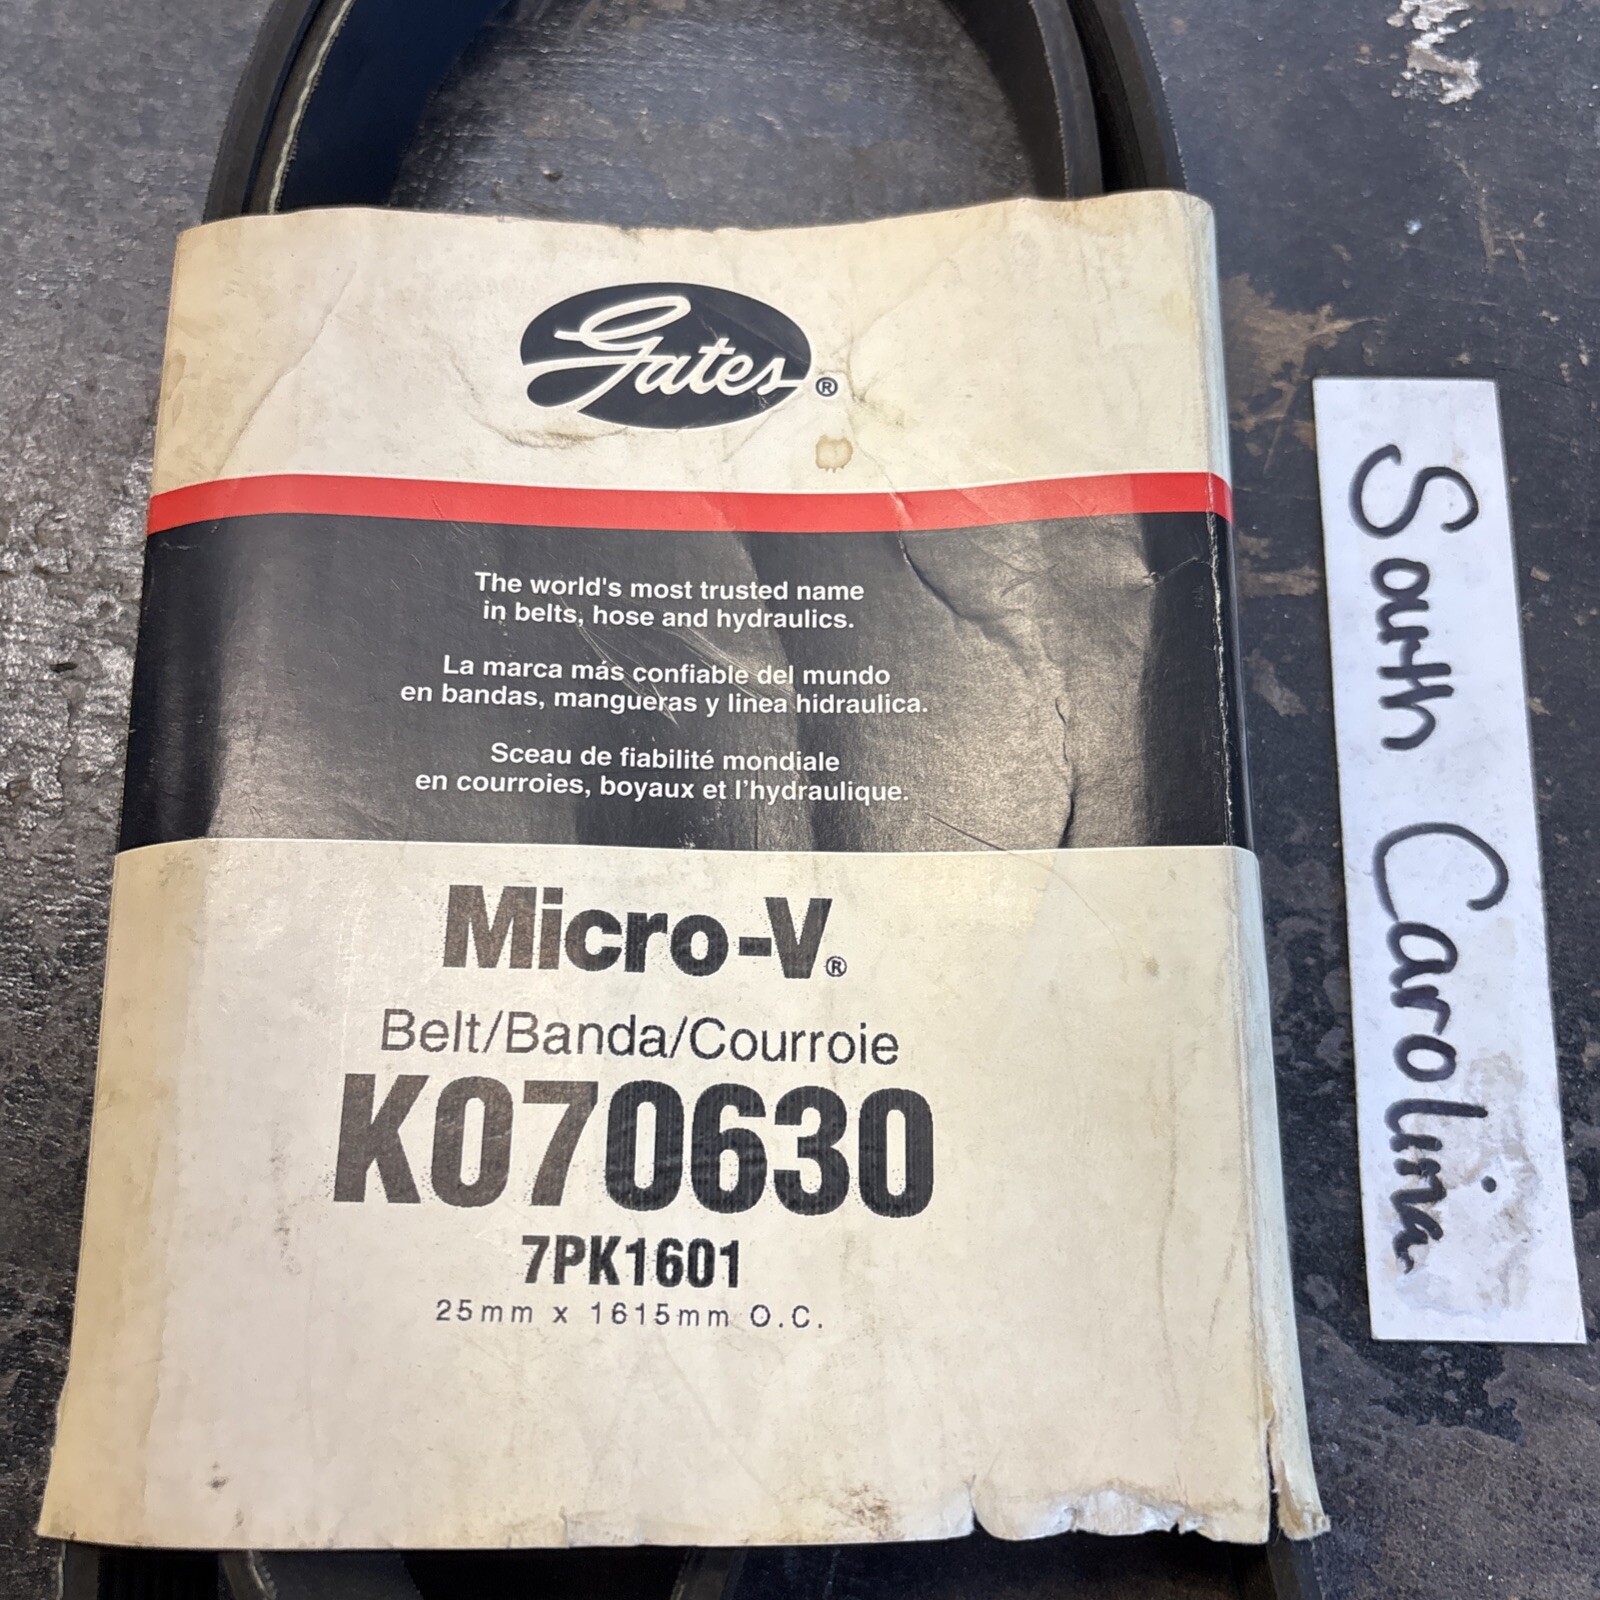 Gates®
The world's most trusted name
in belts, hose and hydraulics.
La marca más confiable del mundo
en bandas, mangueras y linea hidraulica.
Sceau de fiabilité mondiale
en courroies, boyaux et l'hydraulique.
Micro-V®
Belt/Banda/Courroie
K070630
7PK1601
25mm x 1615mm O.C.
South Carolina